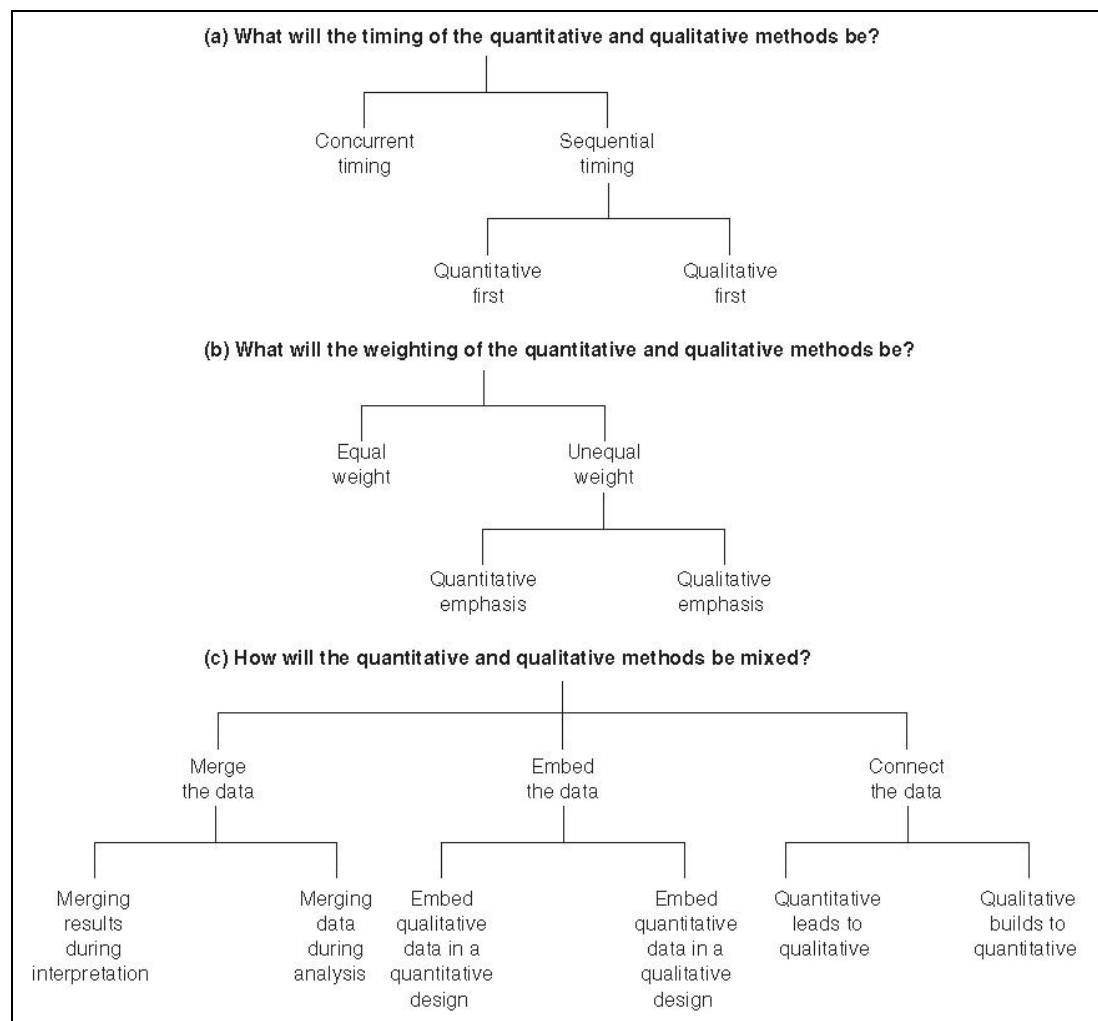 (a) What will the timing of the quantitative and qualitative methods be?
Concurrent
timing
Sequential
timing
Quantitative
first
Qualitative
first
(b) What will the weighting of the quantitative and qualitative methods be?
Equal
weight
Unequal
weight
Quantitative
emphasis
Qualitative
emphasis
(c) How will the quantitative and qualitative methods be mixed?
Merge
the data
Embed
the data
Connect
the data
Merging
results
during
interpretation
Merging
data
during
analysis
Embed
qualitative
data in a
quantitative
design
Embed
quantitative
data in a
qualitative
design
Quantitative
leads to
qualitative
Qualitative
builds to
quantitative